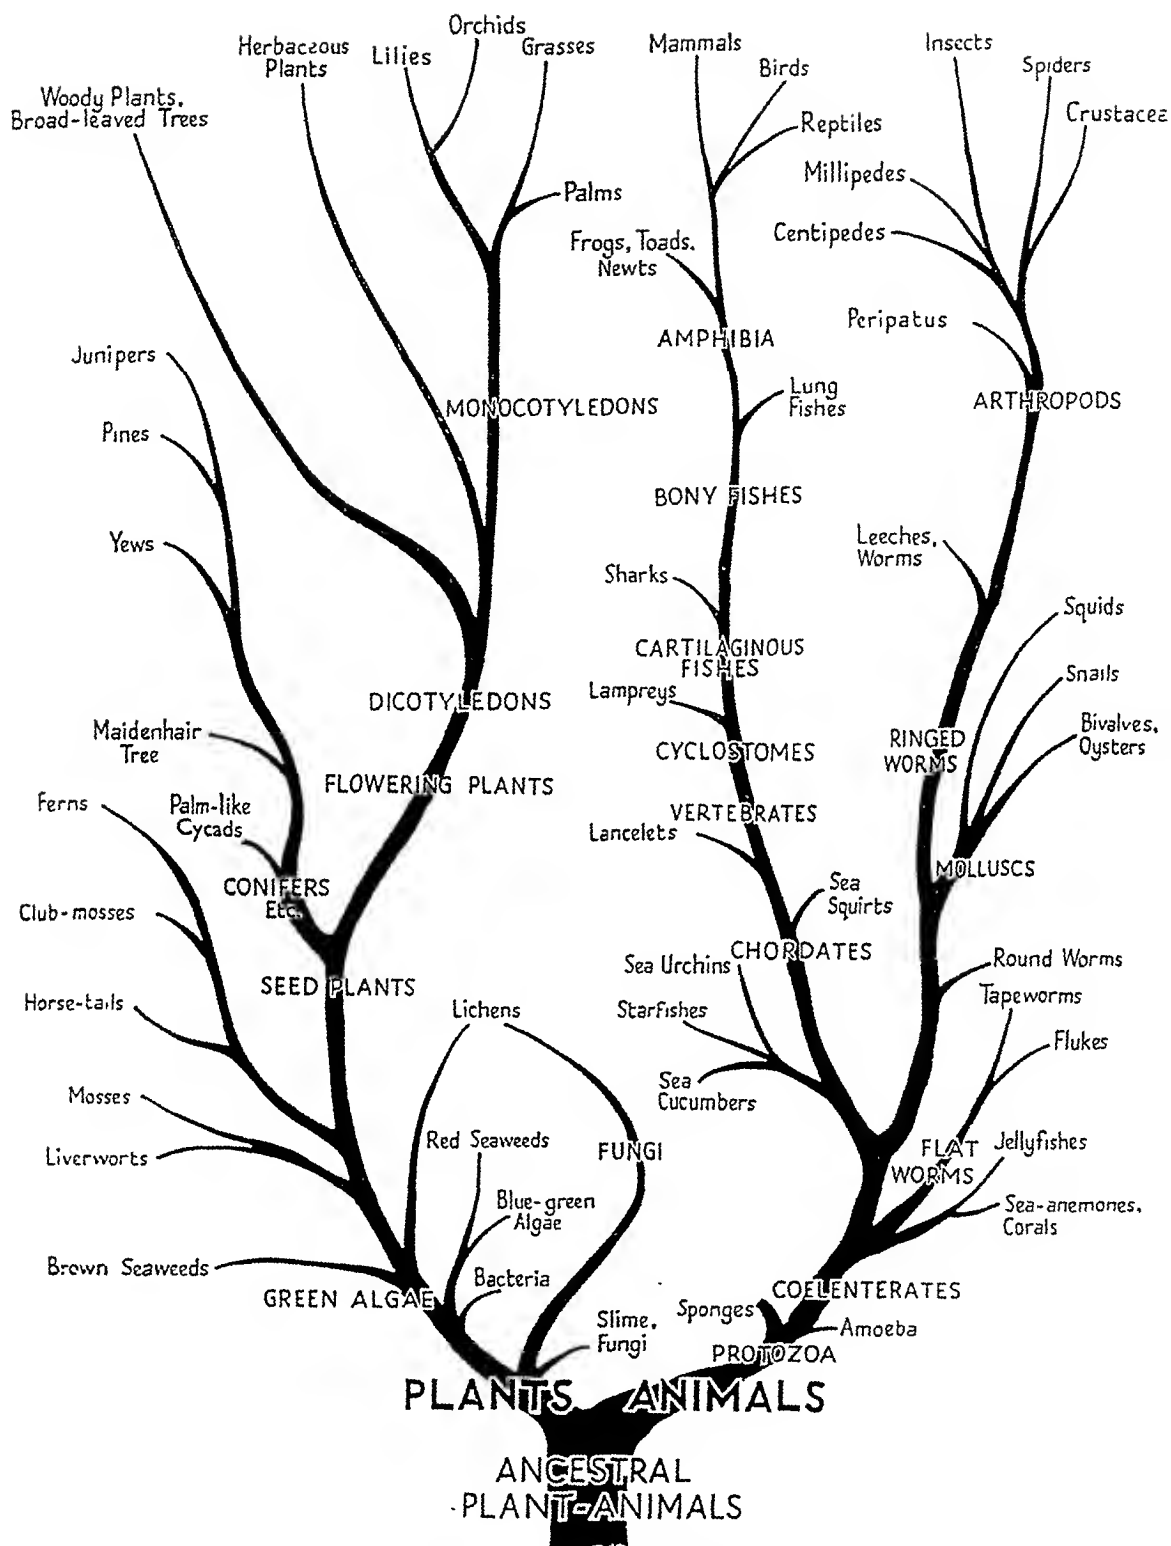 Orchids
Herbaceous
Plants
Lilies
Grasses
Mammals
Insects
Birds
Spiders
Woody Plants,
Broad-leaved Trees
Reptiles
Crustacea
Millipedes
Palms
Frogs, Toads,
Newts
Centipedes
Peripatus
AMPHIBIA
Junipers
Lung
Fishes
MONOCOTYLEDONS
ARTHROPODS
Pines
BONY FISHES
Yews
Leeches,
Worms
Sharks
Squids
CARTILAGINOUS
FISHES
Snails
Lampreys
DICOTYLEDONS
Maidenhair
Tree
Bivalves,
Oysters
RINGED
WORMS
CYCLOSTOMES
FLOWERING PLANTS
Ferns
Palm-like
Cycads
VERTEBRATES
Lancelets
MOLLUSCS
CONIFERS
Etc.
Sea
Squirts
Club-mosses
CHORDATES
Sea Urchins
Round Worms
SEED PLANTS
Tapeworms
Horse-tails
Lichens
Starfishes
Flukes
Sea
Cucumbers
Mosses
Red Seaweeds
FUNGI
FLAT
WORMS
Jellyfishes
Liverworts
Blue-green
Algae
Sea-anemones,
Corals
Brown Seaweeds
Bacteria
GREEN ALGAE
COELENTERATES
Sponges
Slime,
Fungi
Amoeba
PROTOZOA
PLANTS ANIMALS
ANCESTRAL
PLANT-ANIMALS